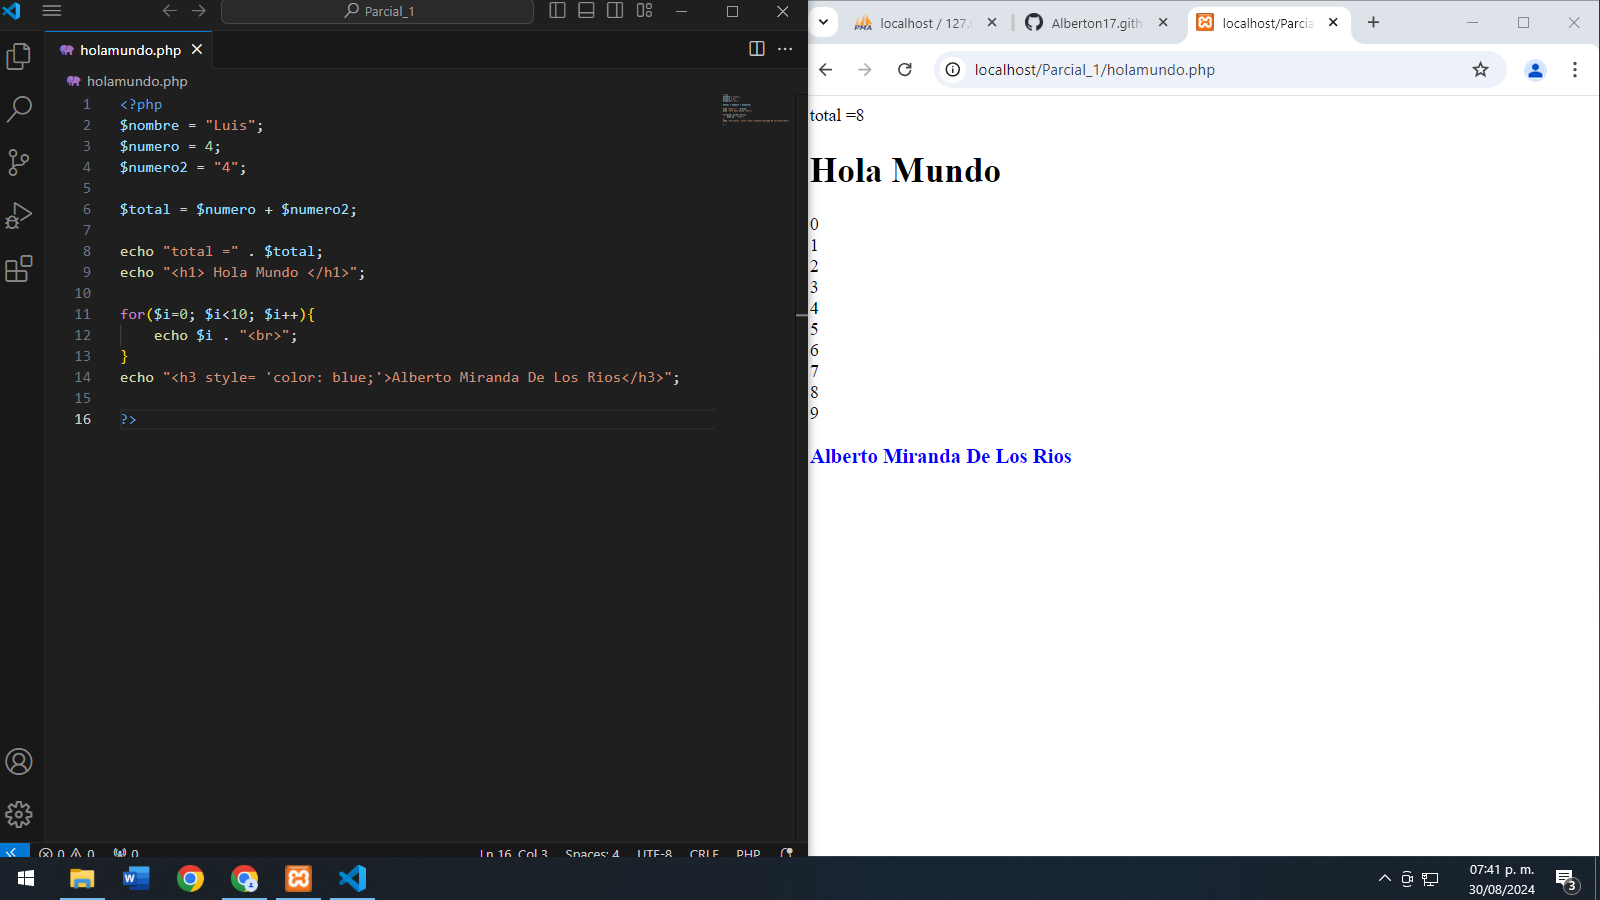 Parcial_1
holamundo.php
holamundo.php
1 <?php
2 $nombre = "Luis";
3 $numero = 4;
4 $numero2 = "4";
5
6 $total = $numero + $numero2;
7
8 echo "total =" . $total;
9 echo "<h1> Hola Mundo </h1>";
10
11 for($i=0; $i<10; $i++){
12 echo $i . "<br>";
13 }
14 echo "<h3 style= 'color: blue;'>Alberto Miranda De Los Rios</h3>";
15
16 ?>
0 0 0
Ln 16, Col 3 Spaces: 4 UTF-8 CRLF PHP
PMA localhost / 127.0
Alberton17.gith
localhost/Parcia
localhost/Parcial_1/holamundo.php
total =8
Hola Mundo
0
1
2
3
4
5
6
7
8
9
Alberto Miranda De Los Rios
07:41 p. m.
30/08/2024
3